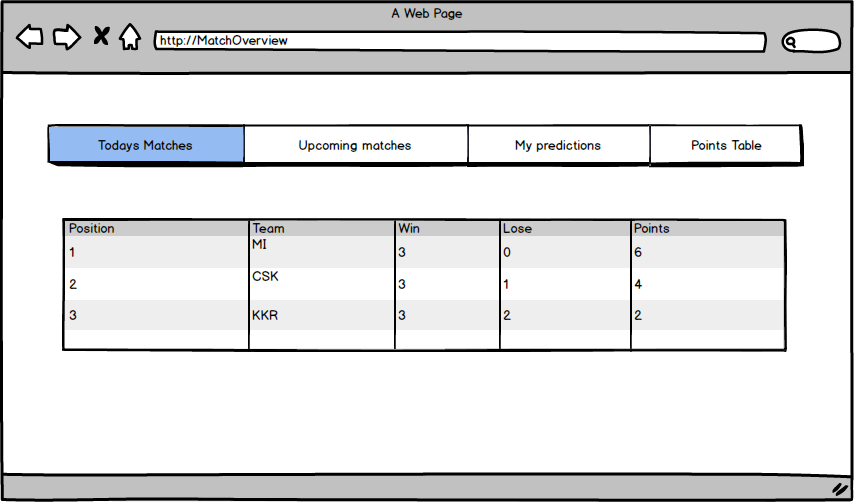 A Web Page
http://MatchOverview
Todays Matches Upcoming matches My predictions Points Table
Position Team Win Lose Points
1 MI 3 0 6
2 CSK 3 1 4
3 KKR 3 2 2